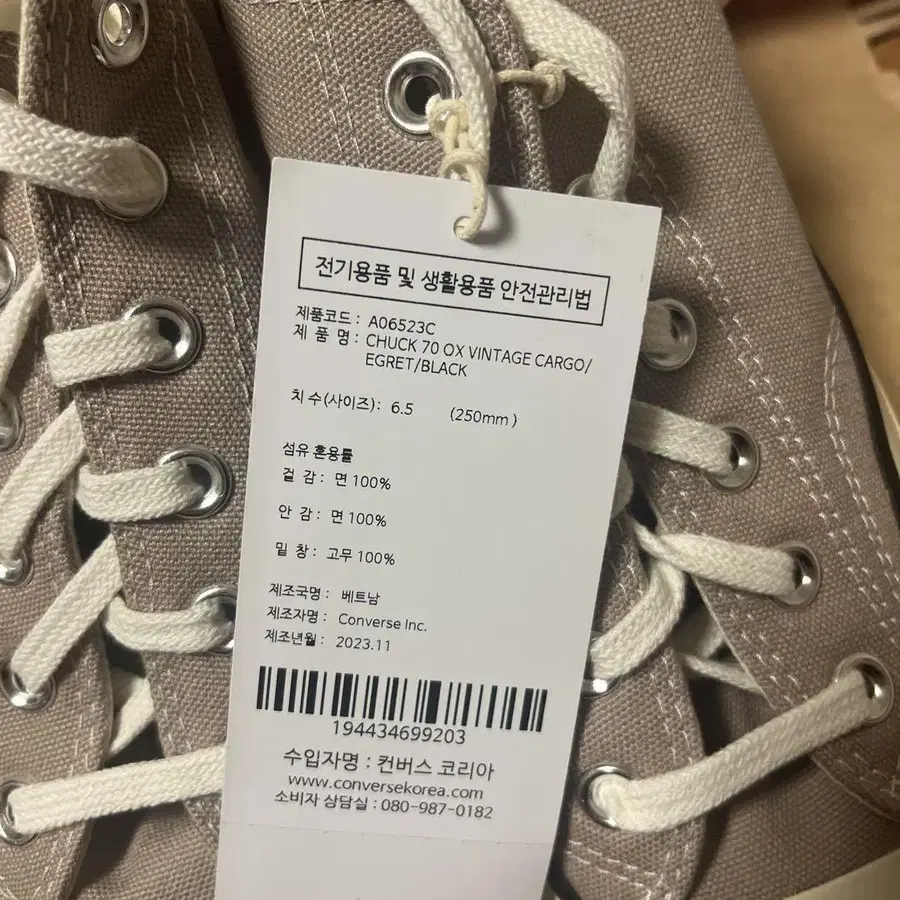 전기용품 및 생활용품 안전관리법
제품코드 : A06523C
제 품 명 : CHUCK 70 OX VINTAGE CARGO/
EGRET/BLACK
치 수(사이즈) : 6.5 (250mm)
섬유 혼용률
겉 감 : 면 100%
안 감 : 면 100%
밑 창 : 고무 100%
제조국명 : 베트남
제조자명 : Converse Inc.
제조년월 : 2023.11
194434699203
수입자명 : 컨버스 코리아
www.conversekorea.com
소비자 상담실 : 080-987-0182